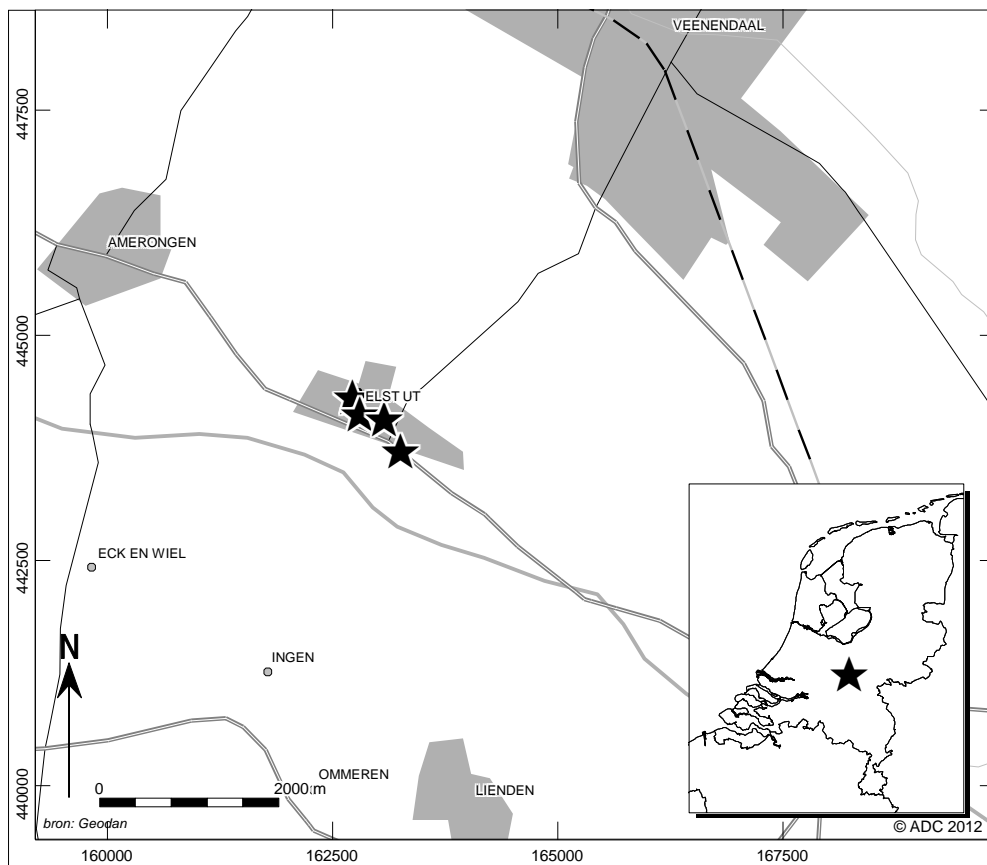 VEENENDAAL
447500
AMERONGEN
445000
ELST UT
ECK EN WIEL
442500
N
INGEN
OMMEREN
LIENDEN
440000
0 2000 m
bron: Geodan
© ADC 2012
160000 162500 165000 167500